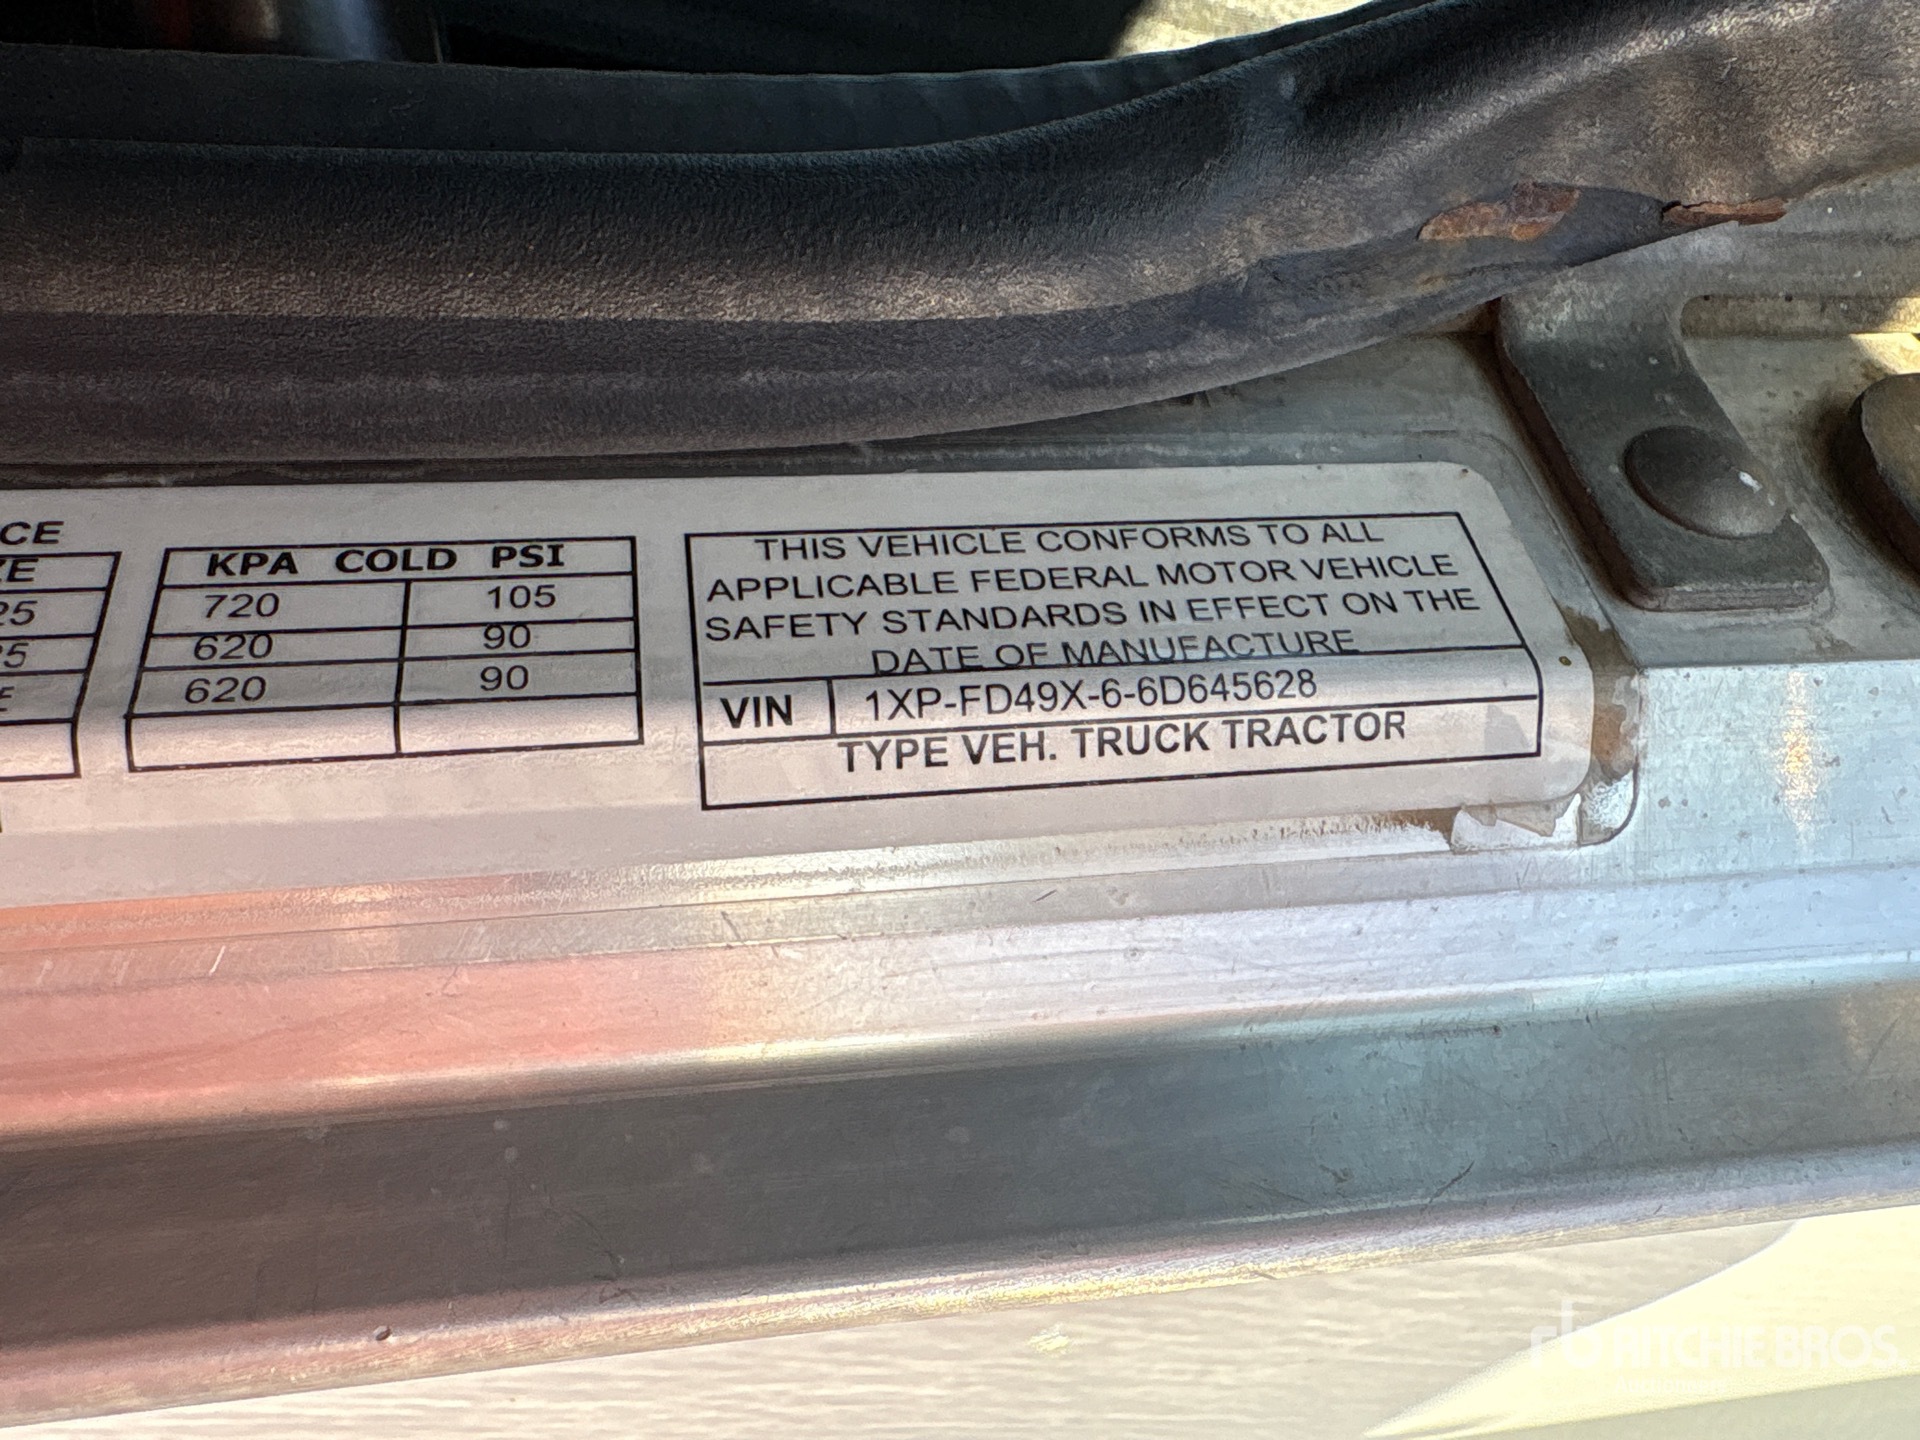 CE
ZE
25
25
E
KPA COLD PSI
720 105
620 90
620 90
THIS VEHICLE CONFORMS TO ALL
APPLICABLE FEDERAL MOTOR VEHICLE
SAFETY STANDARDS IN EFFECT ON THE
DATE OF MANUFACTURE
VIN 1XP-FD49X-6-6D645628
TYPE VEH. TRUCK TRACTOR
rb RITCHIE BROS.